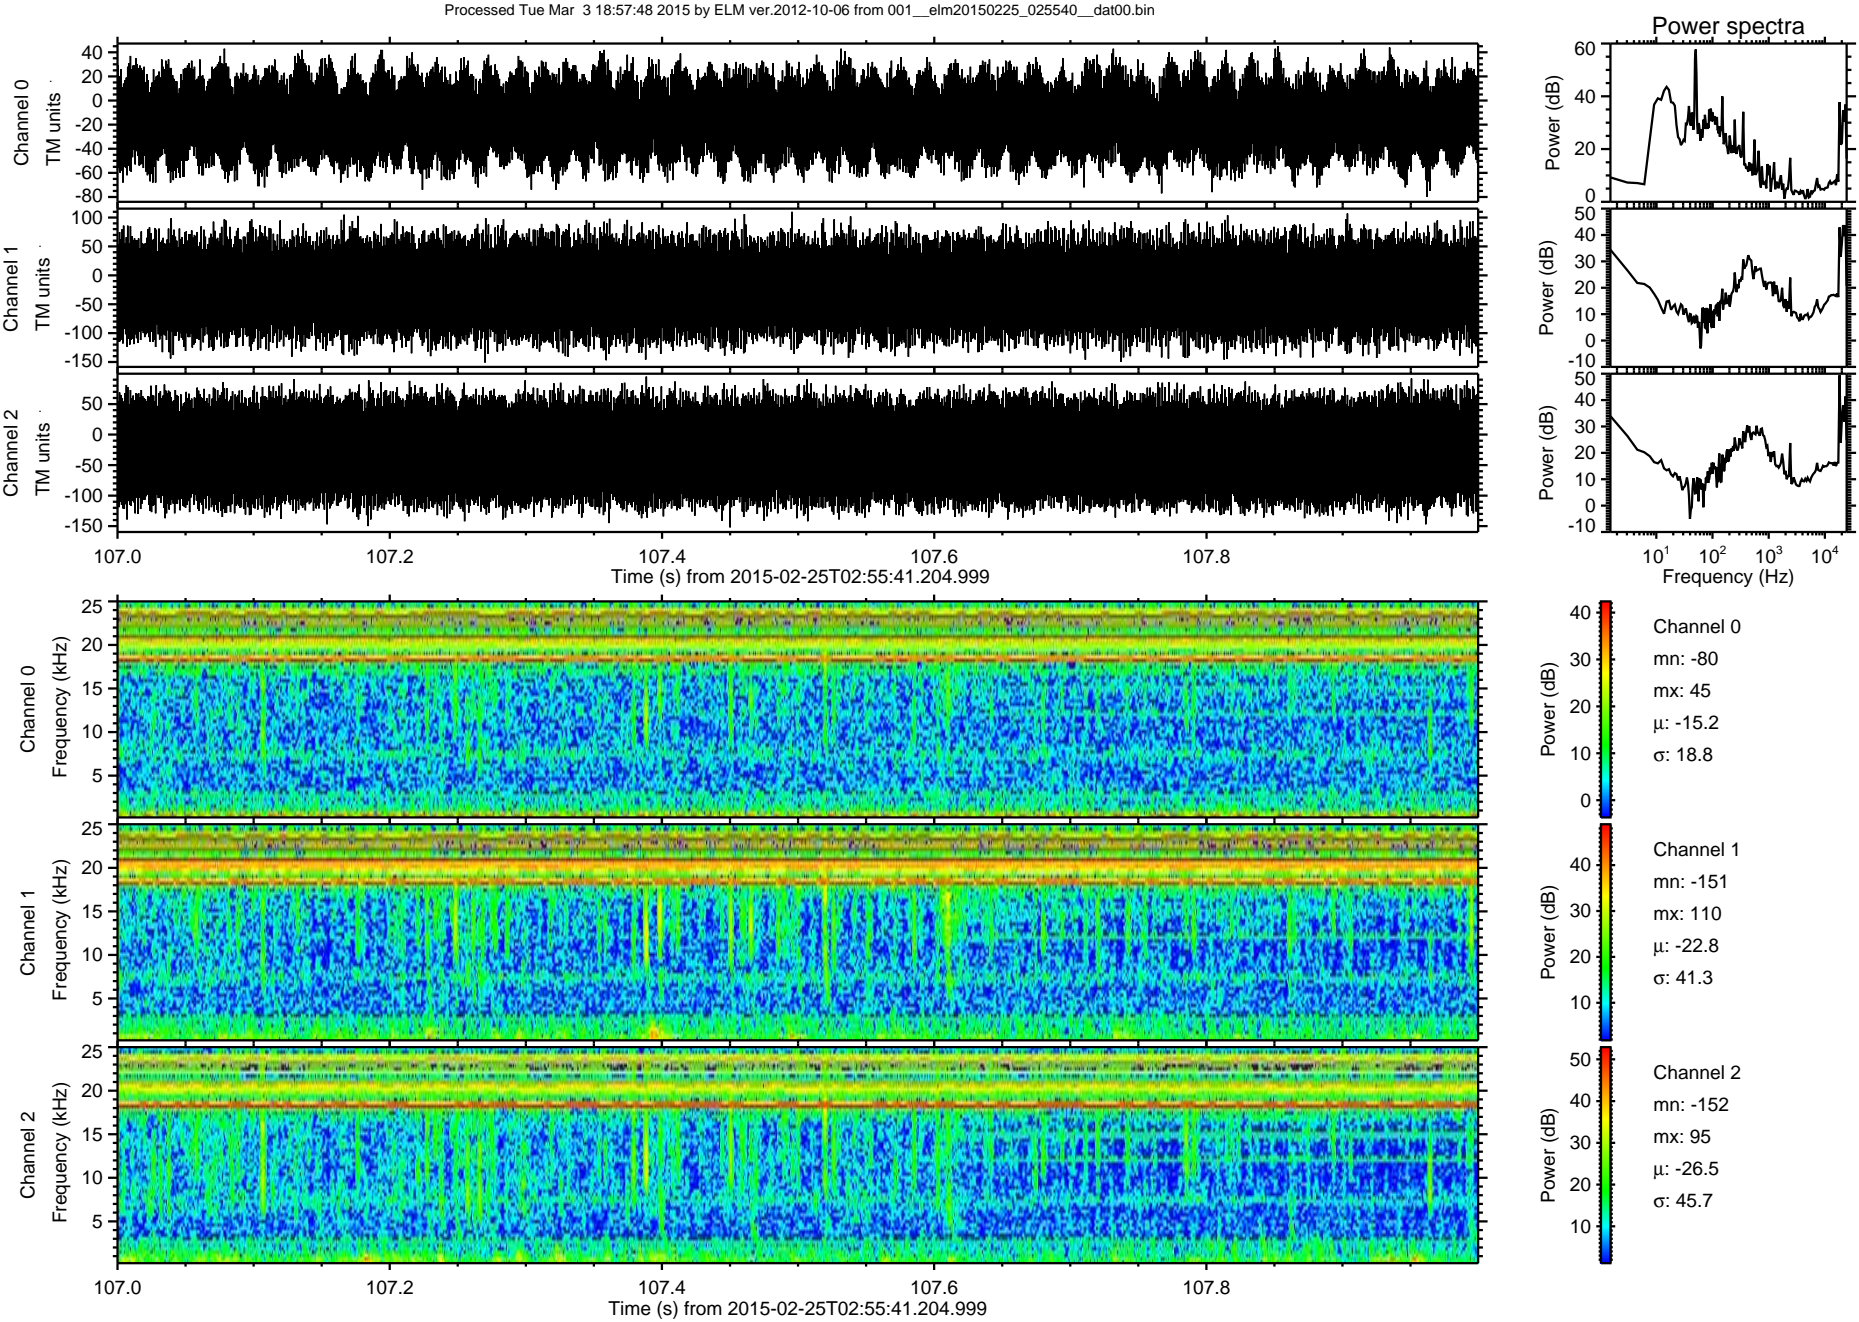 Processed Tue Mar  3 18:57:48 2015 by ELM ver.2012-10-06 from 001__elm20150225_025540__dat00.bin
Power spectra
Channel 0
TM units
40
20
0
-20
-40
-60
-80
Power (dB)
60
40
20
0
Channel 1
TM units
100
50
0
-50
-100
-150
Power (dB)
50
40
30
20
10
0
-10
Channel 2
TM units
50
0
-50
-100
-150
Power (dB)
50
40
30
20
10
0
-10
107.0 107.2 107.4 107.6 107.8
Time (s) from 2015-02-25T02:55:41.204.999
10¹ 10² 10³ 10⁴
Frequency (Hz)
Channel 0
Frequency (kHz)
25
20
15
10
5
Power (dB)
40
30
20
10
0
Channel 0
mn: -80
mx: 45
μ: -15.2
σ: 18.8
Channel 1
Frequency (kHz)
25
20
15
10
5
Power (dB)
40
30
20
10
Channel 1
mn: -151
mx: 110
μ: -22.8
σ: 41.3
Channel 2
Frequency (kHz)
25
20
15
10
5
Power (dB)
50
40
30
20
10
Channel 2
mn: -152
mx: 95
μ: -26.5
σ: 45.7
107.0 107.2 107.4 107.6 107.8
Time (s) from 2015-02-25T02:55:41.204.999